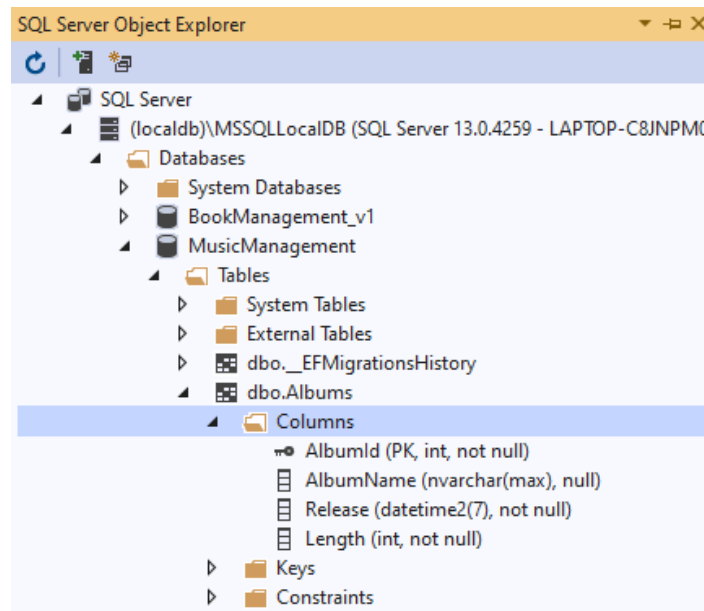 SQL Server Object Explorer
SQL Server
(localdb)\MSSQLLocalDB (SQL Server 13.0.4259 - LAPTOP-C8JNPM0
Databases
System Databases
BookManagement_v1
MusicManagement
Tables
System Tables
External Tables
dbo.__EFMigrationsHistory
dbo.Albums
Columns
AlbumId (PK, int, not null)
AlbumName (nvarchar(max), null)
Release (datetime2(7), not null)
Length (int, not null)
Keys
Constraints